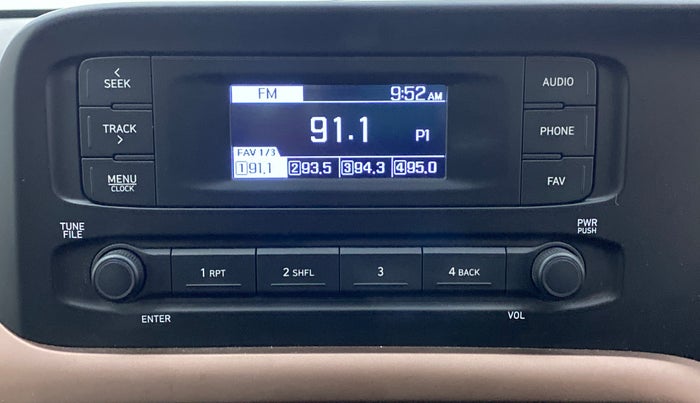 <
SEEK
TRACK
>
MENU
CLOCK
FM 9:52 AM
91.1 P1
FAV 1/3
1 91.1 2 93.5 3 94.3 4 95.0
AUDIO
PHONE
FAV
TUNE
FILE
PWR
PUSH
1 RPT 2 SHFL 3 4 BACK
ENTER VOL